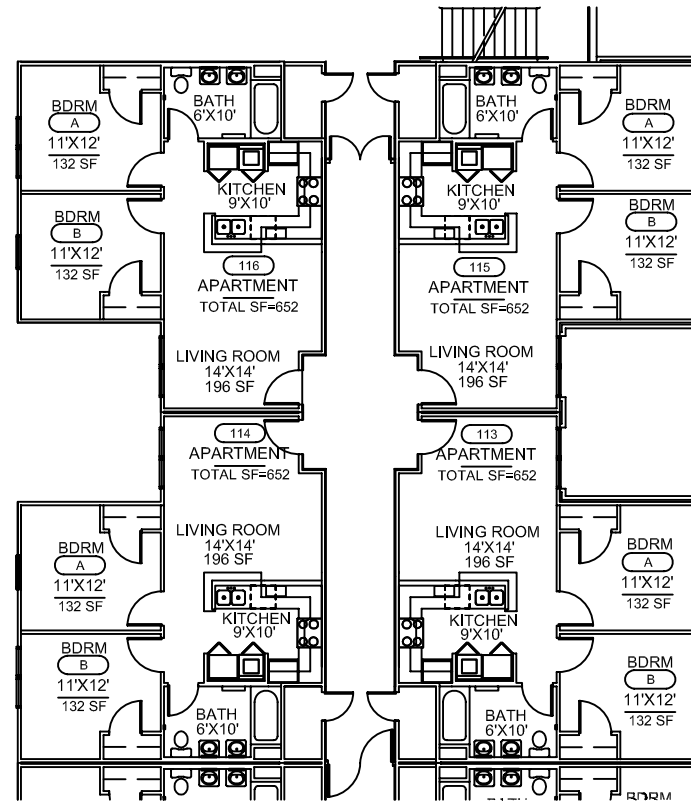 BATH
6'X10'
BDRM
A
11'X12'
132 SF
KITCHEN
9'X10'
BDRM
B
11'X12'
132 SF
116
APARTMENT
TOTAL SF=652
LIVING ROOM
14'X14'
196 SF
BATH
6'X10'
BDRM
A
11'X12'
132 SF
KITCHEN
9'X10'
BDRM
B
11'X12'
132 SF
115
APARTMENT
TOTAL SF=652
LIVING ROOM
14'X14'
196 SF
114
APARTMENT
TOTAL SF=652
LIVING ROOM
14'X14'
196 SF
BDRM
A
11'X12'
132 SF
KITCHEN
9'X10'
BDRM
B
11'X12'
132 SF
BATH
6'X10'
113
APARTMENT
TOTAL SF=652
LIVING ROOM
14'X14'
196 SF
BDRM
A
11'X12'
132 SF
KITCHEN
9'X10'
BDRM
B
11'X12'
132 SF
BATH
6'X10'
BDRM